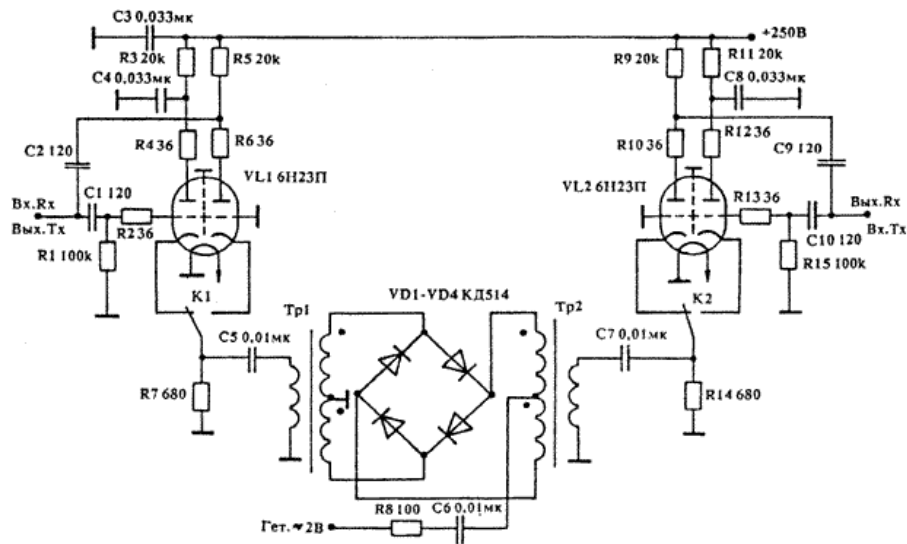 C3 0,033мк
+250В
R3 20k
R5 20k
R9 20k
R11 20k
C4 0,033мк
C8 0,033мк
R4 36
R6 36
R10 36
R12 36
C2 120
C9 120
VL1 6Н23П
VL2 6Н23П
C1 120
R13 36
Вх.Rx
Вых.Tx
Вых.Rx
Вх.Tx
R2 36
C10 120
R1 100k
R15 100k
K1
K2
VD1-VD4 КД514
Тр1
Тр2
C5 0,01мк
C7 0,01мк
R7 680
R14 680
R8 100
C6 0,01мк
Гет.≈2В